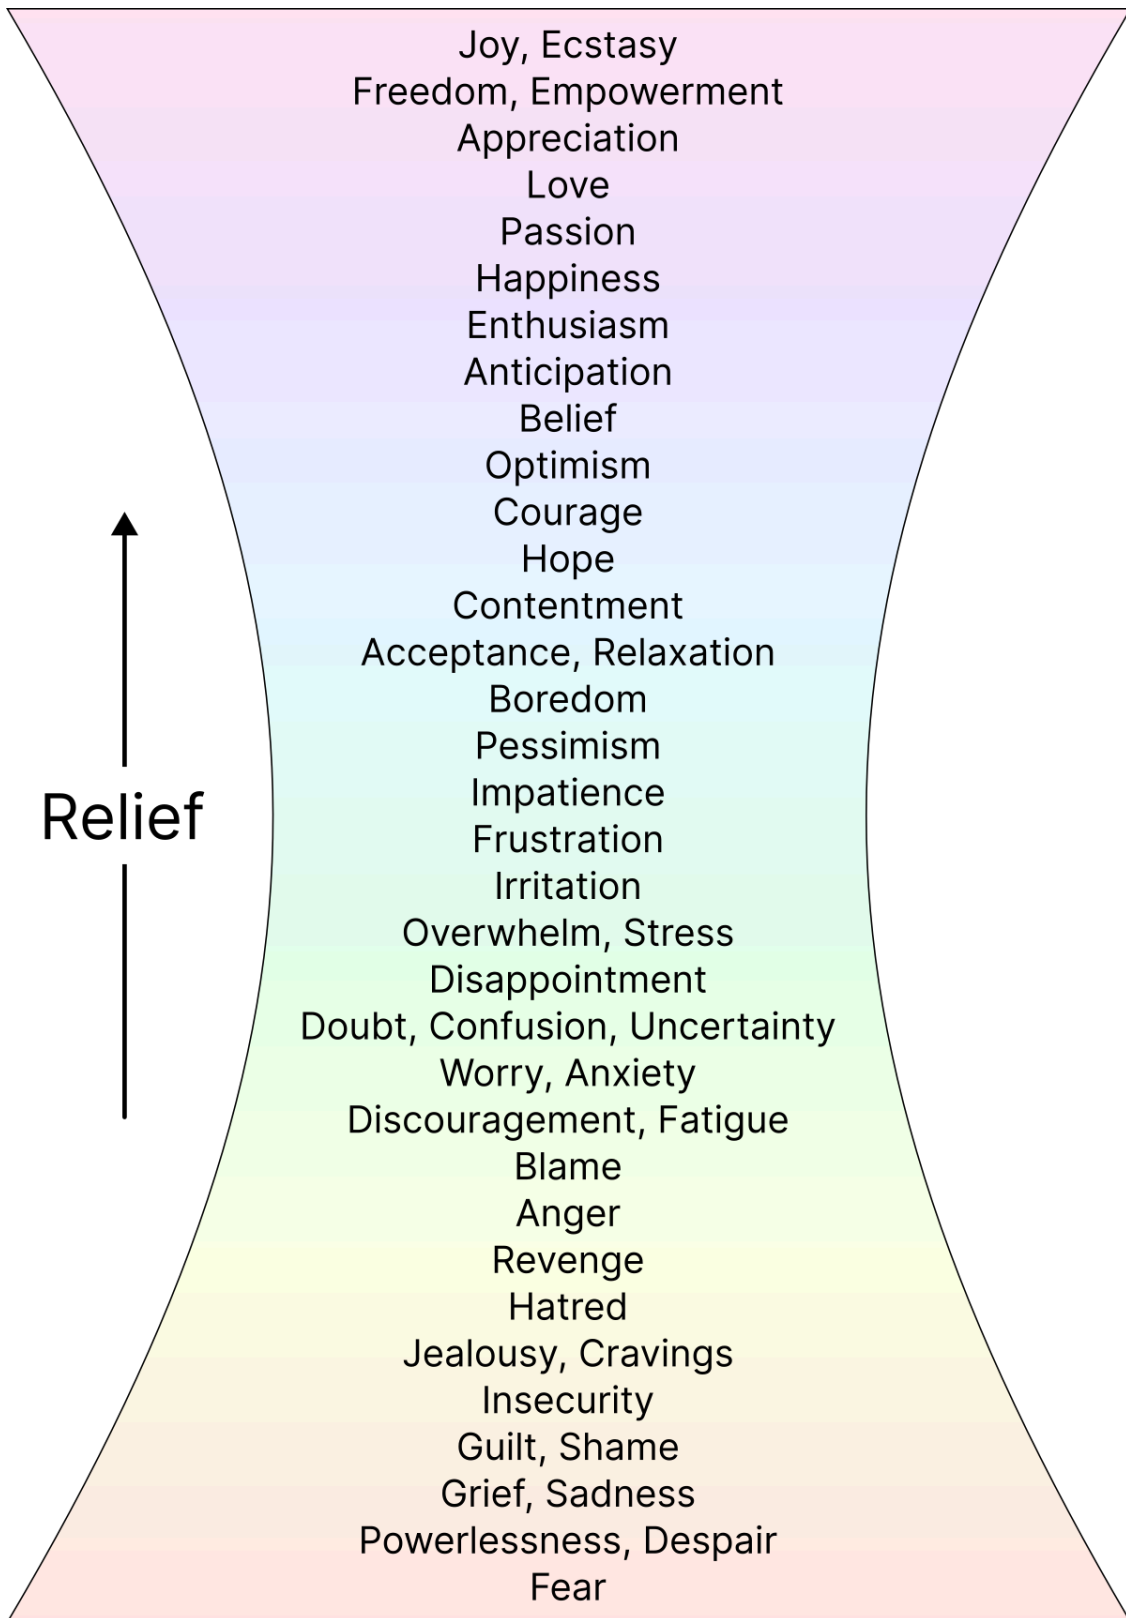 Joy, Ecstasy
Freedom, Empowerment
Appreciation
Love
Passion
Happiness
Enthusiasm
Anticipation
Belief
Optimism
Courage
Hope
Contentment
Acceptance, Relaxation
Boredom
Pessimism
Impatience
Relief
Frustration
Irritation
Overwhelm, Stress
Disappointment
Doubt, Confusion, Uncertainty
Worry, Anxiety
Discouragement, Fatigue
Blame
Anger
Revenge
Hatred
Jealousy, Cravings
Insecurity
Guilt, Shame
Grief, Sadness
Powerlessness, Despair
Fear